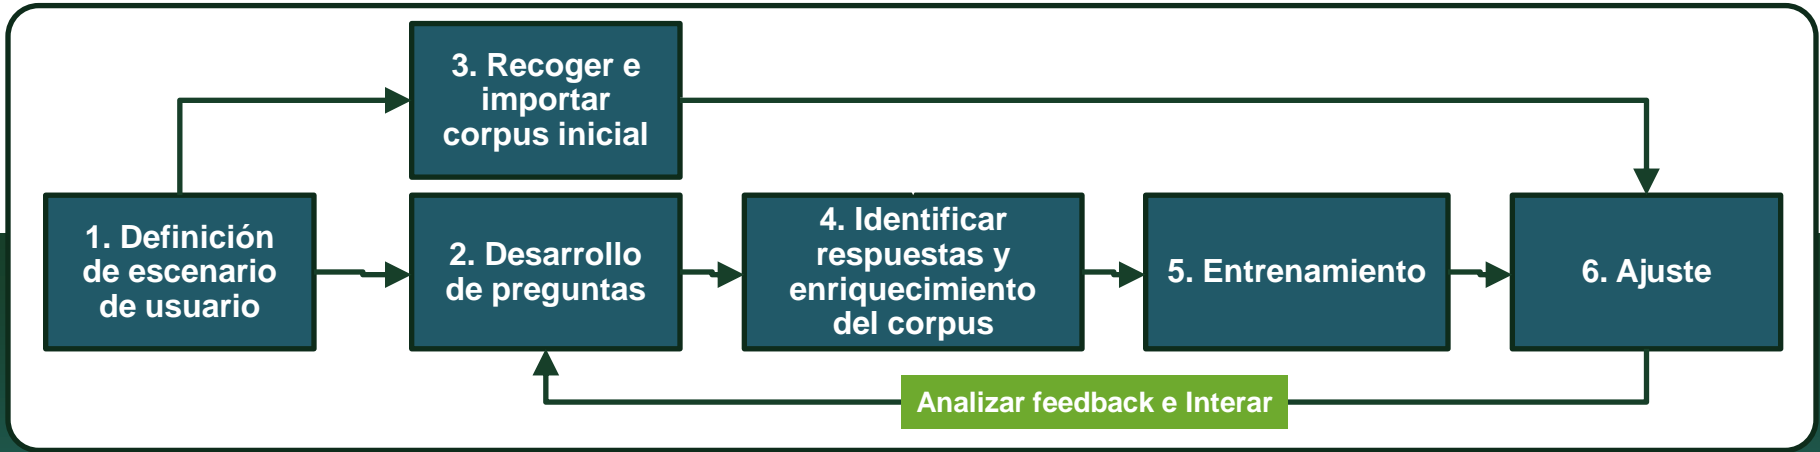 3. Recoger e
importar
corpus inicial
1. Definición
de escenario
de usuario
2. Desarrollo
de preguntas
4. Identificar
respuestas y
enriquecimiento
del corpus
5. Entrenamiento
6. Ajuste
Analizar feedback e Interar